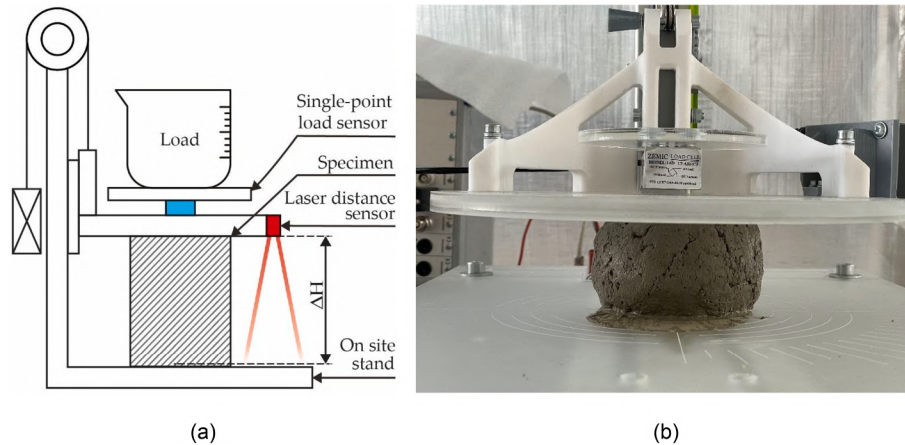 Load
Single-point
load sensor
Specimen
Laser distance
sensor
ΔH
On site
stand
ZEMIC LOAD CELL
(a)
(b)